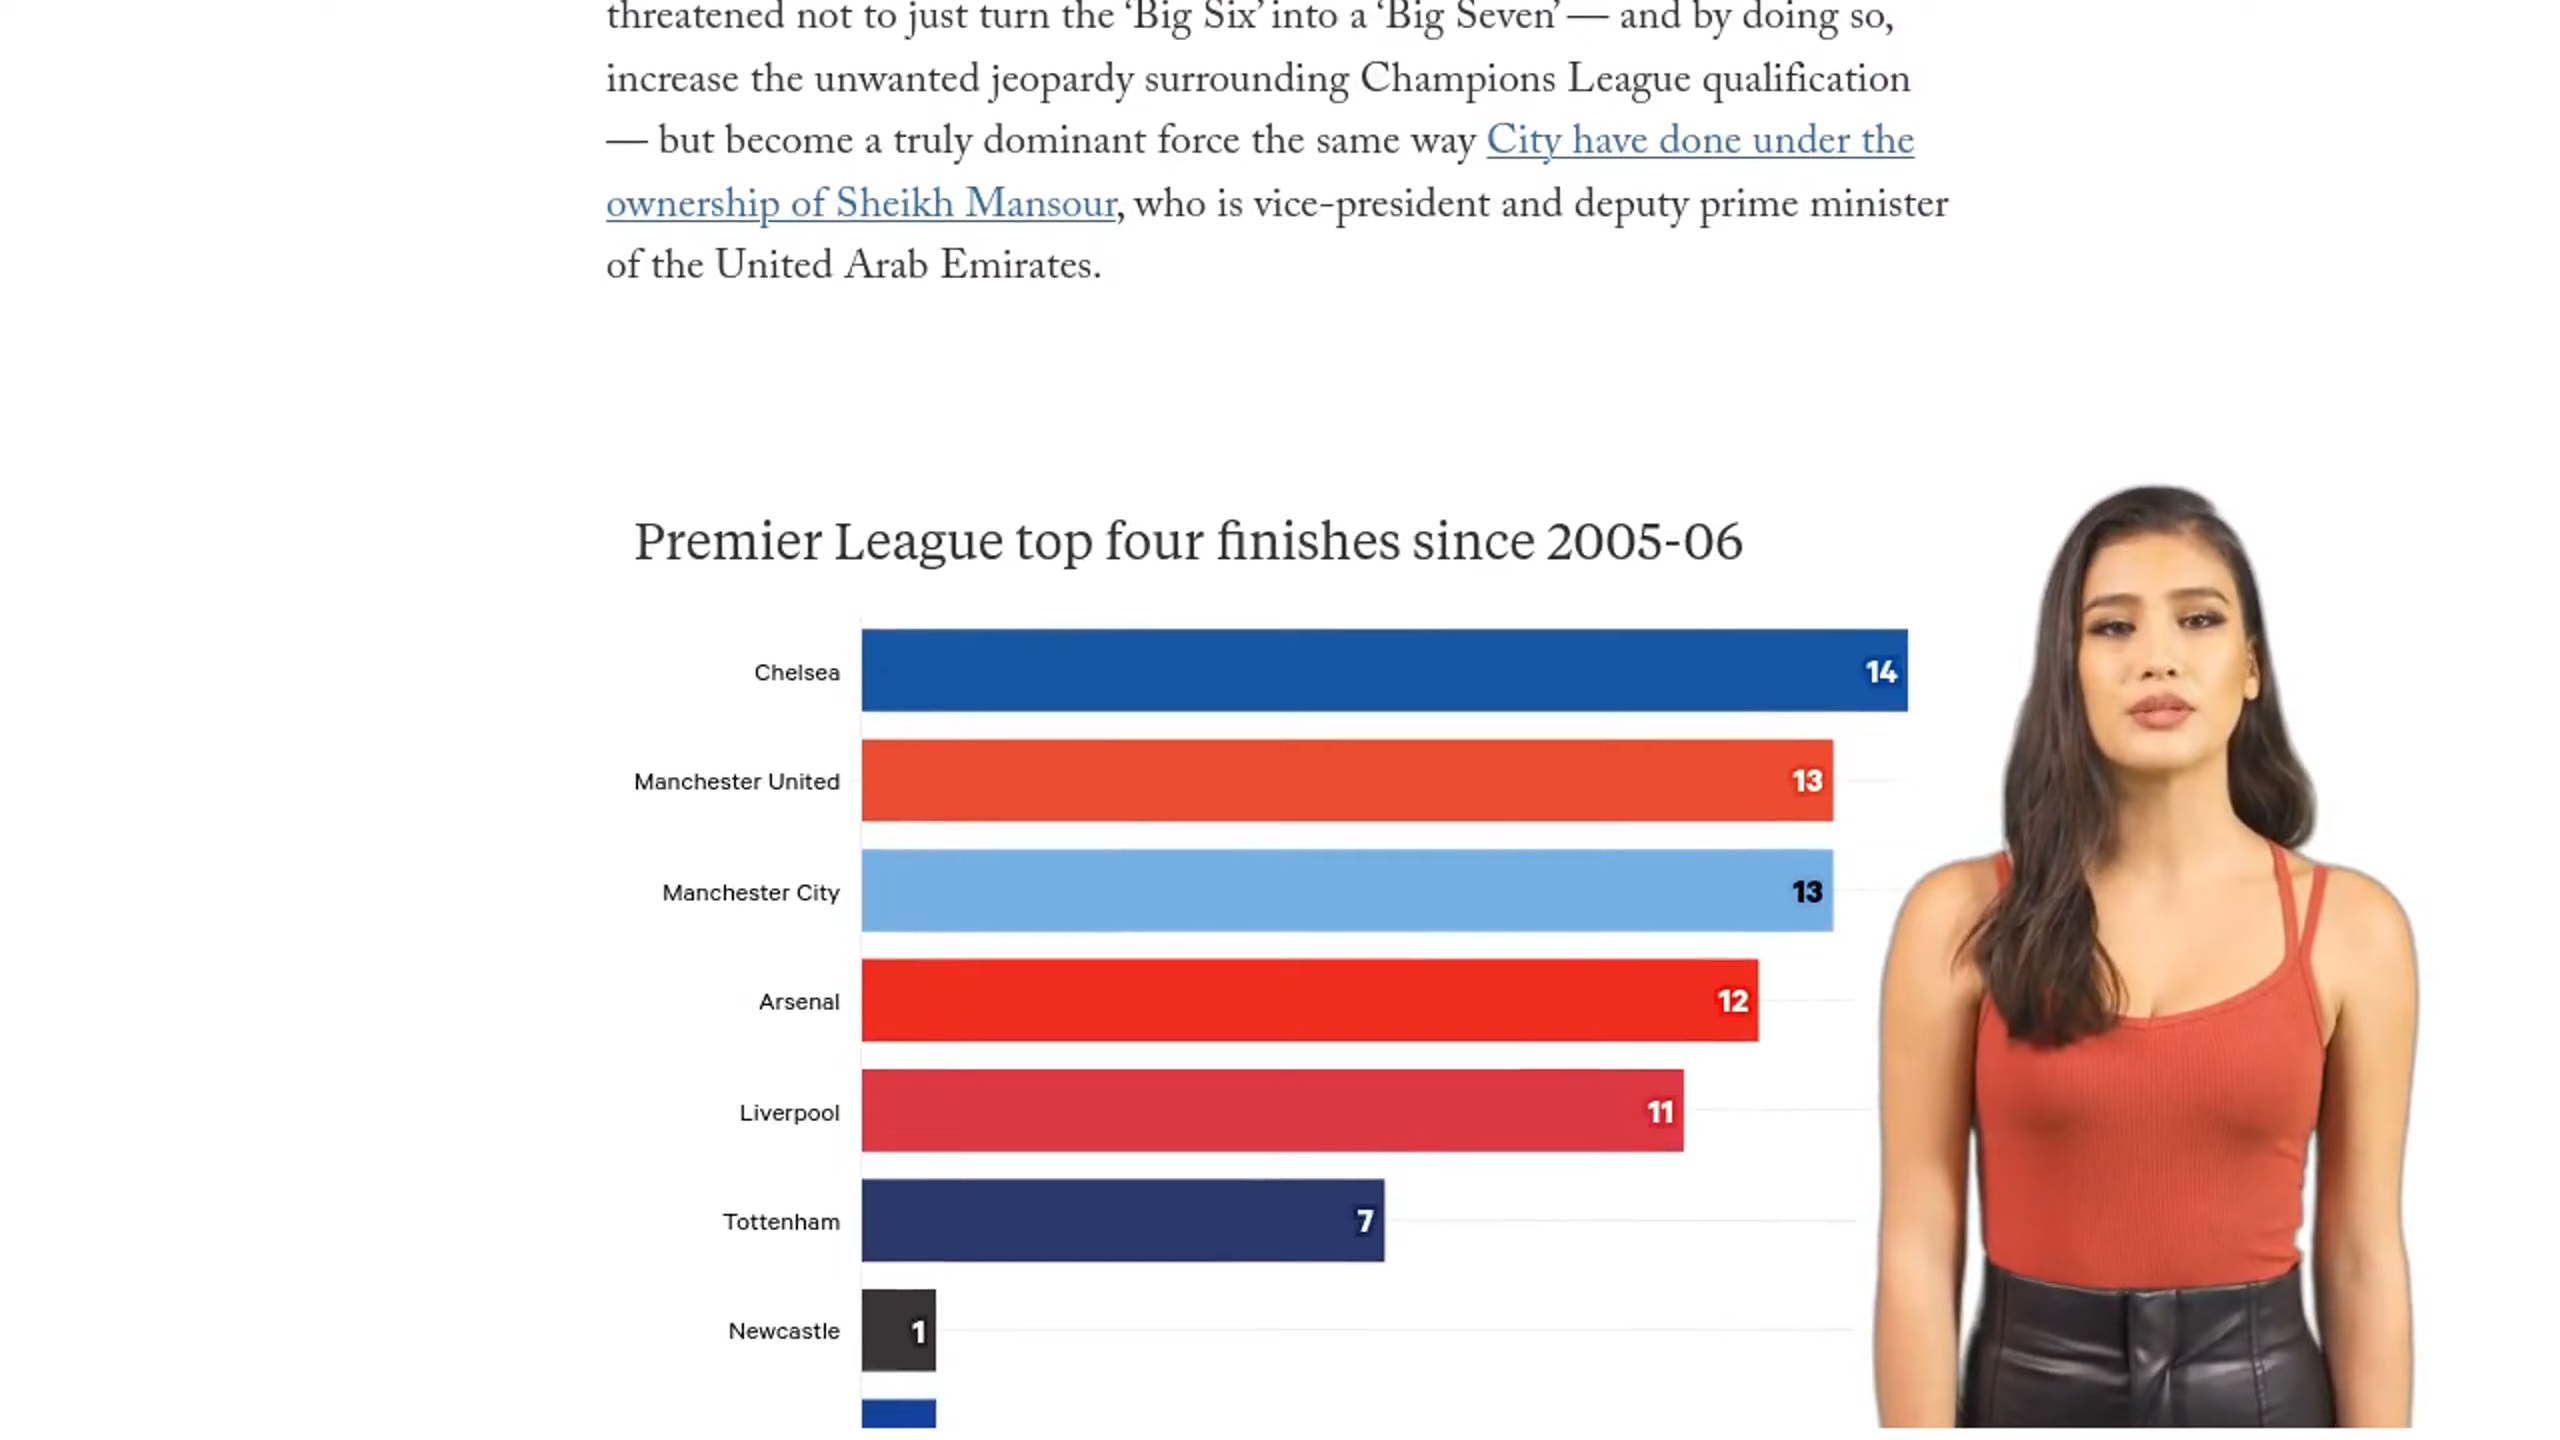 threatened not to just turn the ‘Big Six’ into a ‘Big Seven’ — and by doing so,
increase the unwanted jeopardy surrounding Champions League qualification
— but become a truly dominant force the same way City have done under the
ownership of Sheikh Mansour, who is vice-president and deputy prime minister
of the United Arab Emirates.
Premier League top four finishes since 2005-06
Chelsea 14
Manchester United 13
Manchester City 13
Arsenal 12
Liverpool 11
Tottenham 7
Newcastle 1